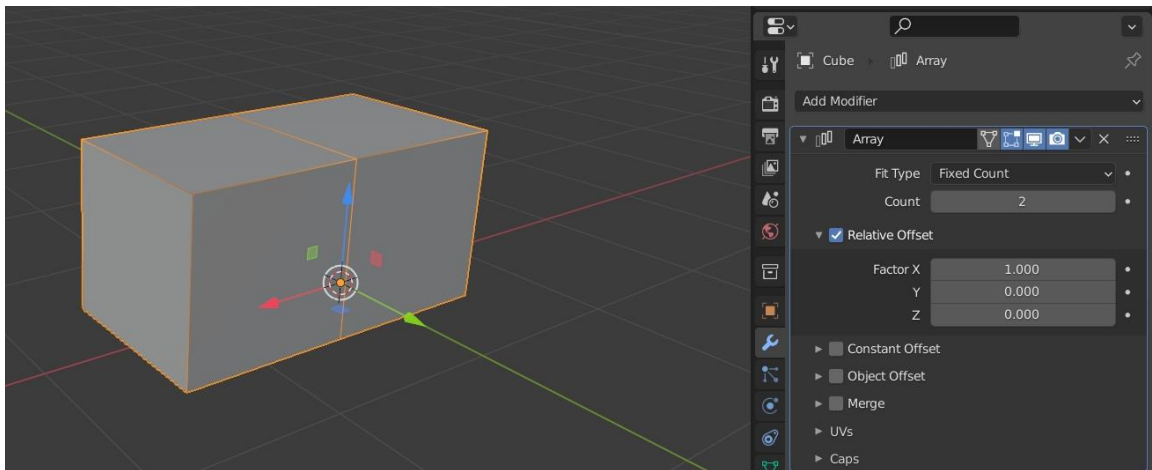 Cube Array
Add Modifier
Array
Fit Type Fixed Count
Count 2
Relative Offset
Factor X 1.000
Y 0.000
Z 0.000
Constant Offset
Object Offset
Merge
UVs
Caps